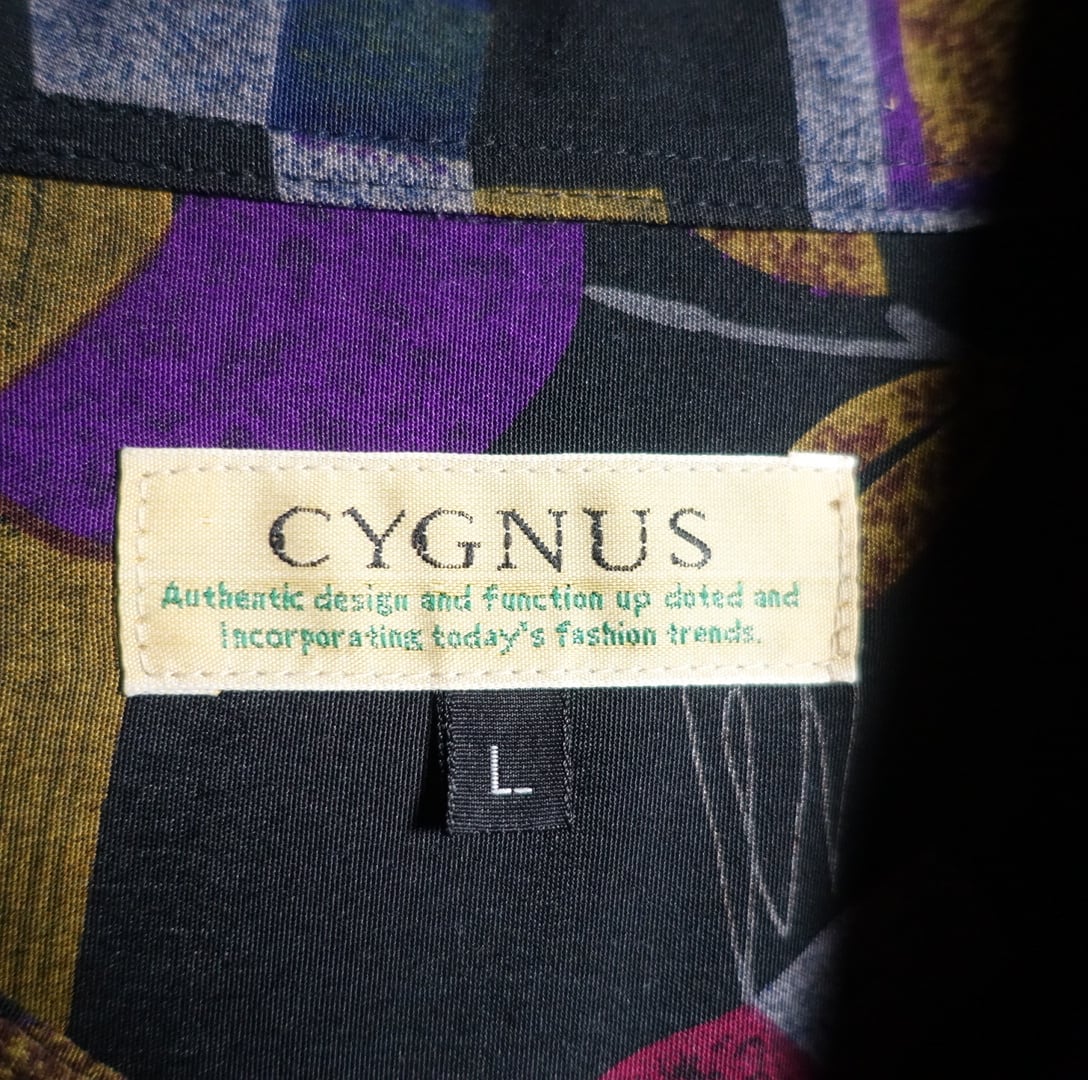 CYGNUS
Authentic design and function up doted and
incorporating today's fashion trends.
L